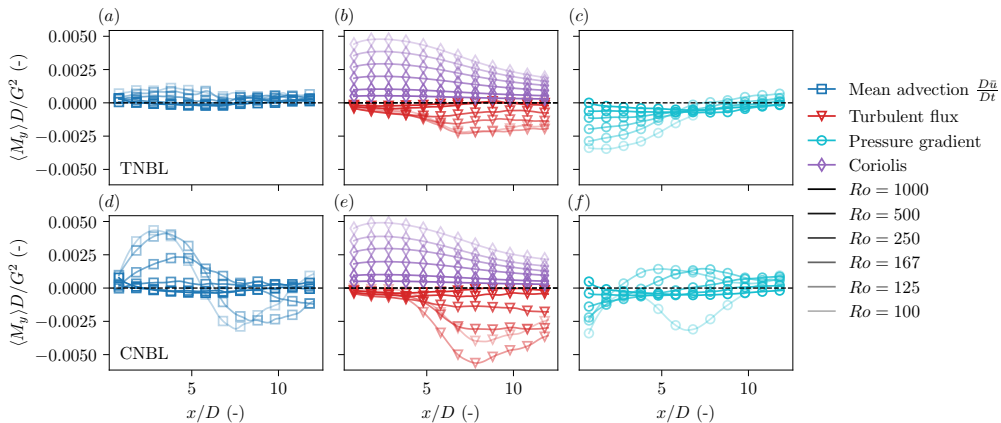 (a) (b) (c)
⟨M_y⟩D/G² (-)
0.0050
0.0025
0.0000
−0.0025
−0.0050
TNBL
(d) (e) (f)
⟨M_y⟩D/G² (-)
0.0050
0.0025
0.0000
−0.0025
−0.0050
CNBL
5 10 5 10 5 10
x/D (-) x/D (-) x/D (-)
Mean advection Dū/Dt
Turbulent flux
Pressure gradient
Coriolis
Ro = 1000
Ro = 500
Ro = 250
Ro = 167
Ro = 125
Ro = 100